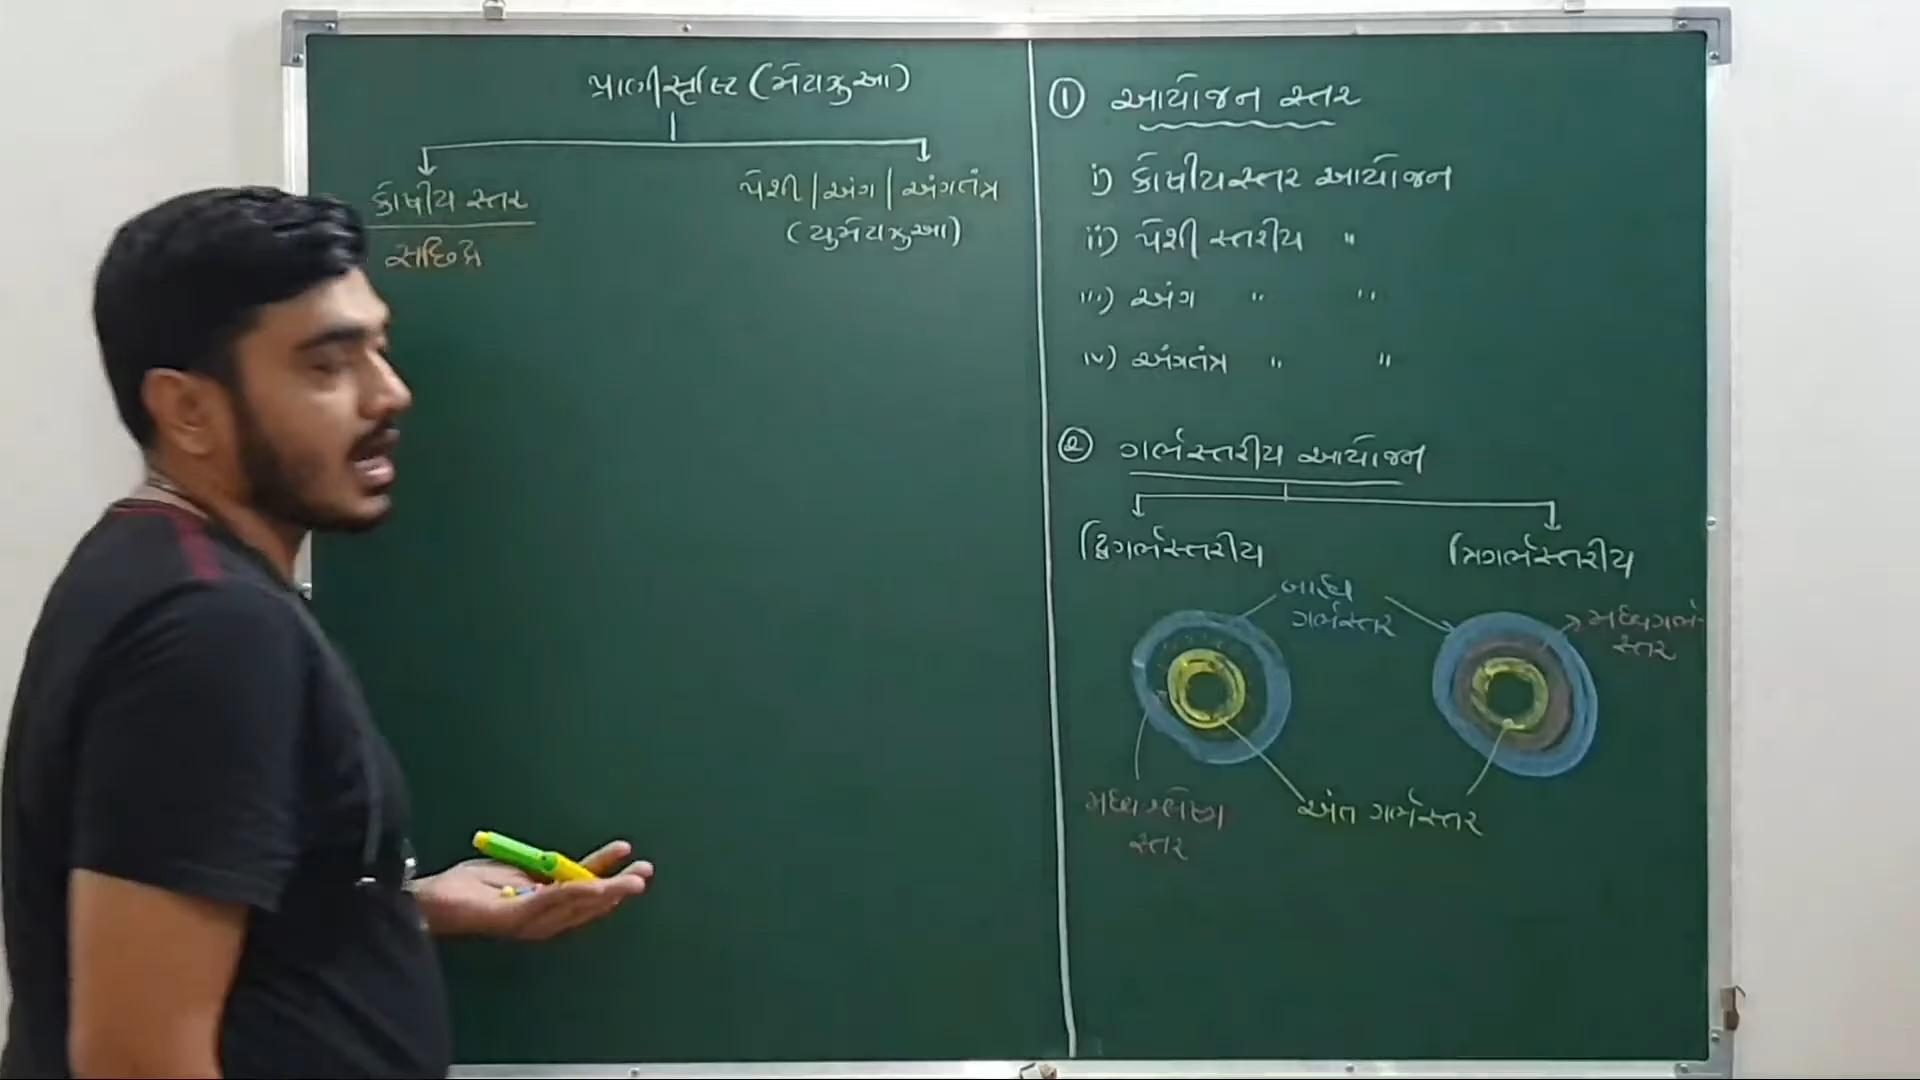 પ્રાણીસૃષ્ટિ (મેટાઝુઆ)
કોષીય સ્તર
પેશી | અંગ | અંગતંત્ર
(યુમેટાઝુઆ)
સછિદ્ર
① આયોજન સ્તર
i) કોષીયસ્તર આયોજન
ii) પેશી સ્તરીય "
iii) અંગ " "
iv) અંગતંત્ર " "
② ગર્ભસ્તરીય આયોજન
દ્વિગર્ભસ્તરીય
ત્રિગર્ભસ્તરીય
બાહ્ય
ગર્ભસ્તર
મધ્યગર્ભ-
સ્તર
મધ્યશ્લેષ્મ
સ્તર
અંત ગર્ભસ્તર